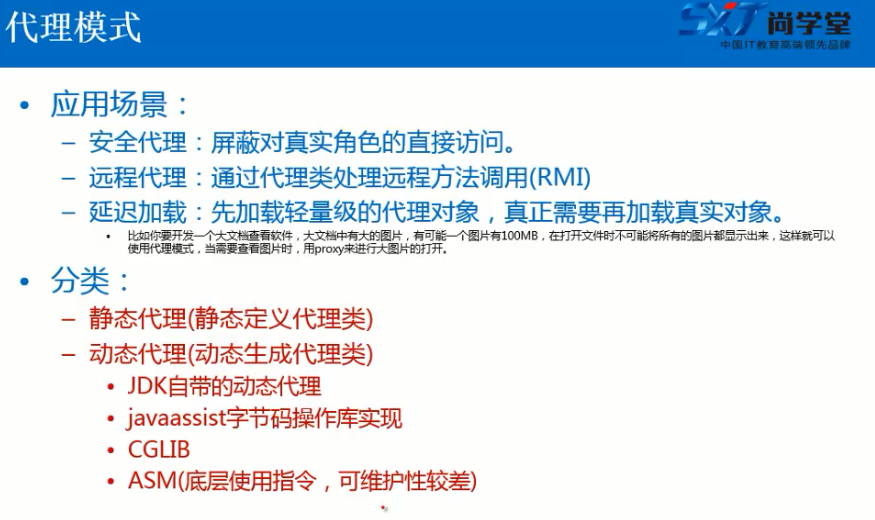 代理模式
SXT 尚学堂
中国IT教育高端领先品牌
• 应用场景：
– 安全代理：屏蔽对真实角色的直接访问。
– 远程代理：通过代理类处理远程方法调用(RMI)
– 延迟加载：先加载轻量级的代理对象，真正需要再加载真实对象。
• 比如你要开发一个大文档查看软件，大文档中有大的图片，有可能一个图片有100MB，在打开文件时不可能将所有的图片都显示出来，这样就可以
使用代理模式，当需要查看图片时，用proxy来进行大图片的打开。
• 分类：
– 静态代理(静态定义代理类)
– 动态代理(动态生成代理类)
• JDK自带的动态代理
• javaassist字节码操作库实现
• CGLIB
• ASM(底层使用指令，可维护性较差)